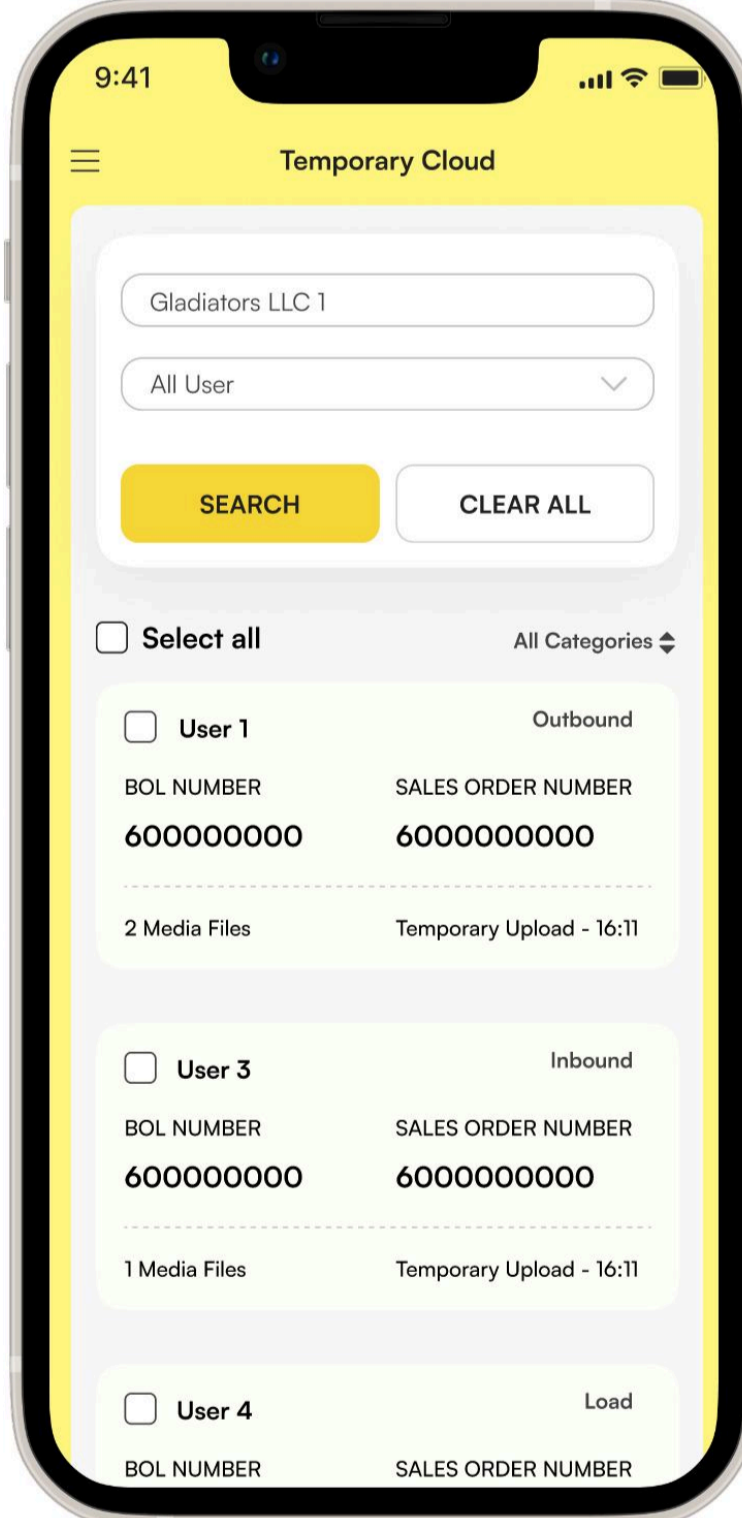 9:41
Temporary Cloud
Gladiators LLC 1
All User
SEARCH CLEAR ALL
Select all All Categories
User 1 Outbound
BOL NUMBER SALES ORDER NUMBER
600000000 6000000000
2 Media Files Temporary Upload - 16:11
User 3 Inbound
BOL NUMBER SALES ORDER NUMBER
600000000 6000000000
1 Media Files Temporary Upload - 16:11
User 4 Load
BOL NUMBER SALES ORDER NUMBER